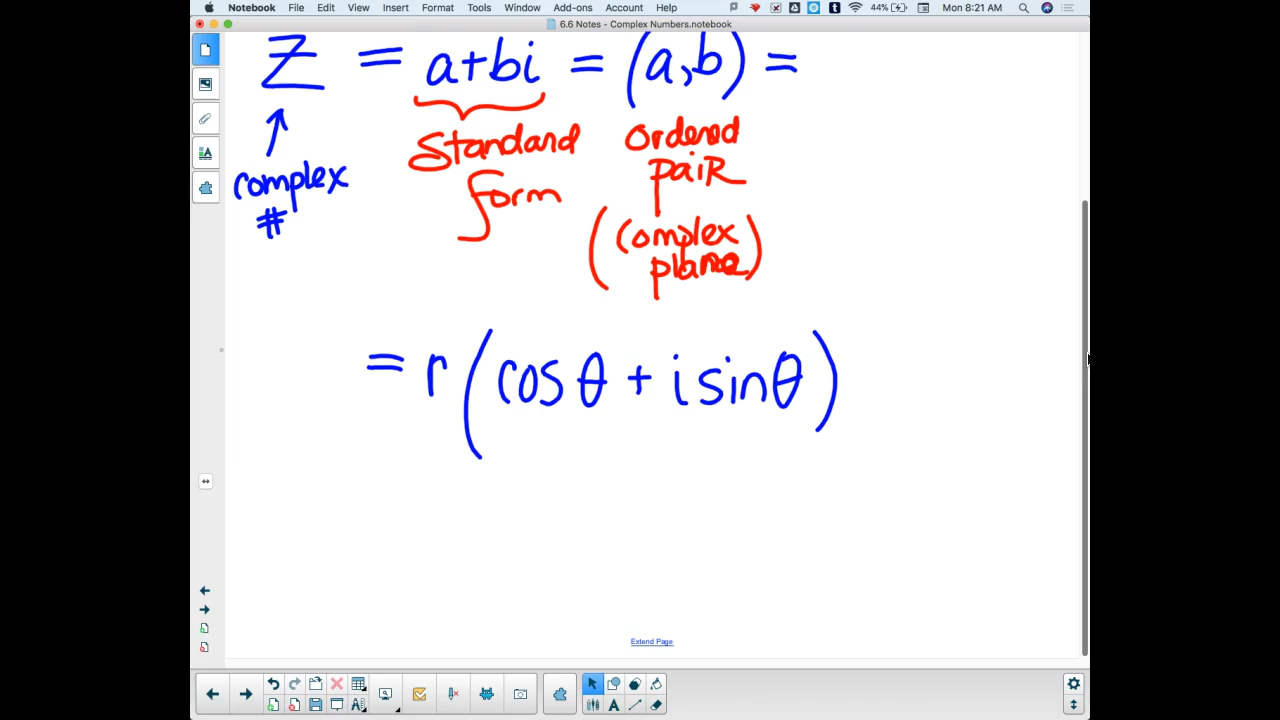 Notebook File Edit View Insert Format Tools Window Add-ons Account Help 44% Mon 8:21 AM
6.6 Notes - Complex Numbers.notebook
Z = a+bi = (a,b) =
Standard form
ordered paiR
complex #
(complex plane)
= r(cosθ + i sinθ)
Extend Page